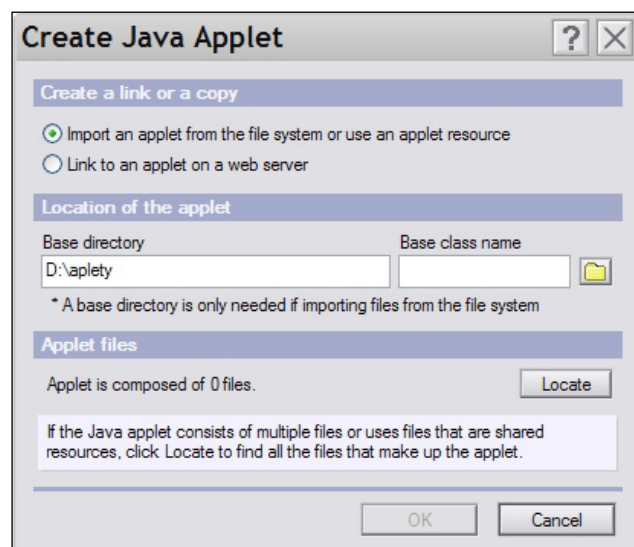 Create Java Applet
Create a link or a copy
Import an applet from the file system or use an applet resource
Link to an applet on a web server
Location of the applet
Base directory Base class name
D:\aplety
* A base directory is only needed if importing files from the file system
Applet files
Applet is composed of 0 files. Locate
If the Java applet consists of multiple files or uses files that are shared
resources, click Locate to find all the files that make up the applet.
OK Cancel